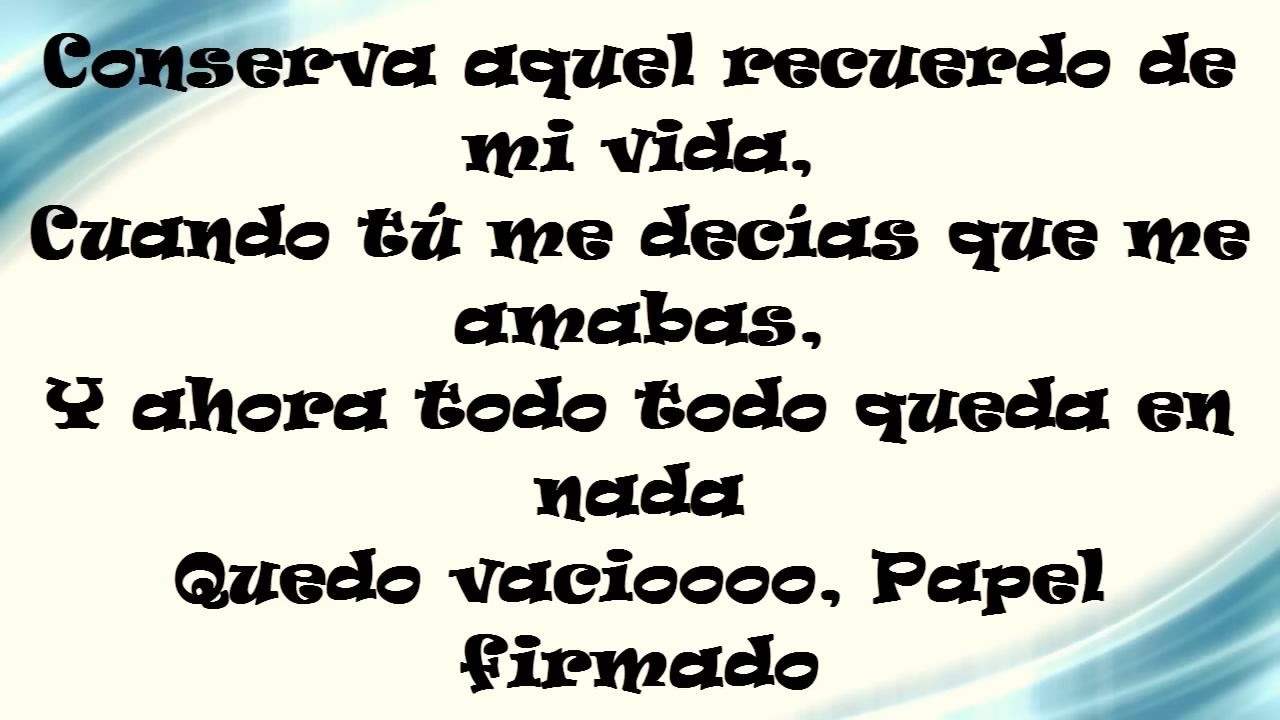 Conserva aquel recuerdo de
mi vida,
Cuando tú me decías que me
amabas,
Y ahora todo todo queda en
nada
Quedo vacioooo, Papel
firmado